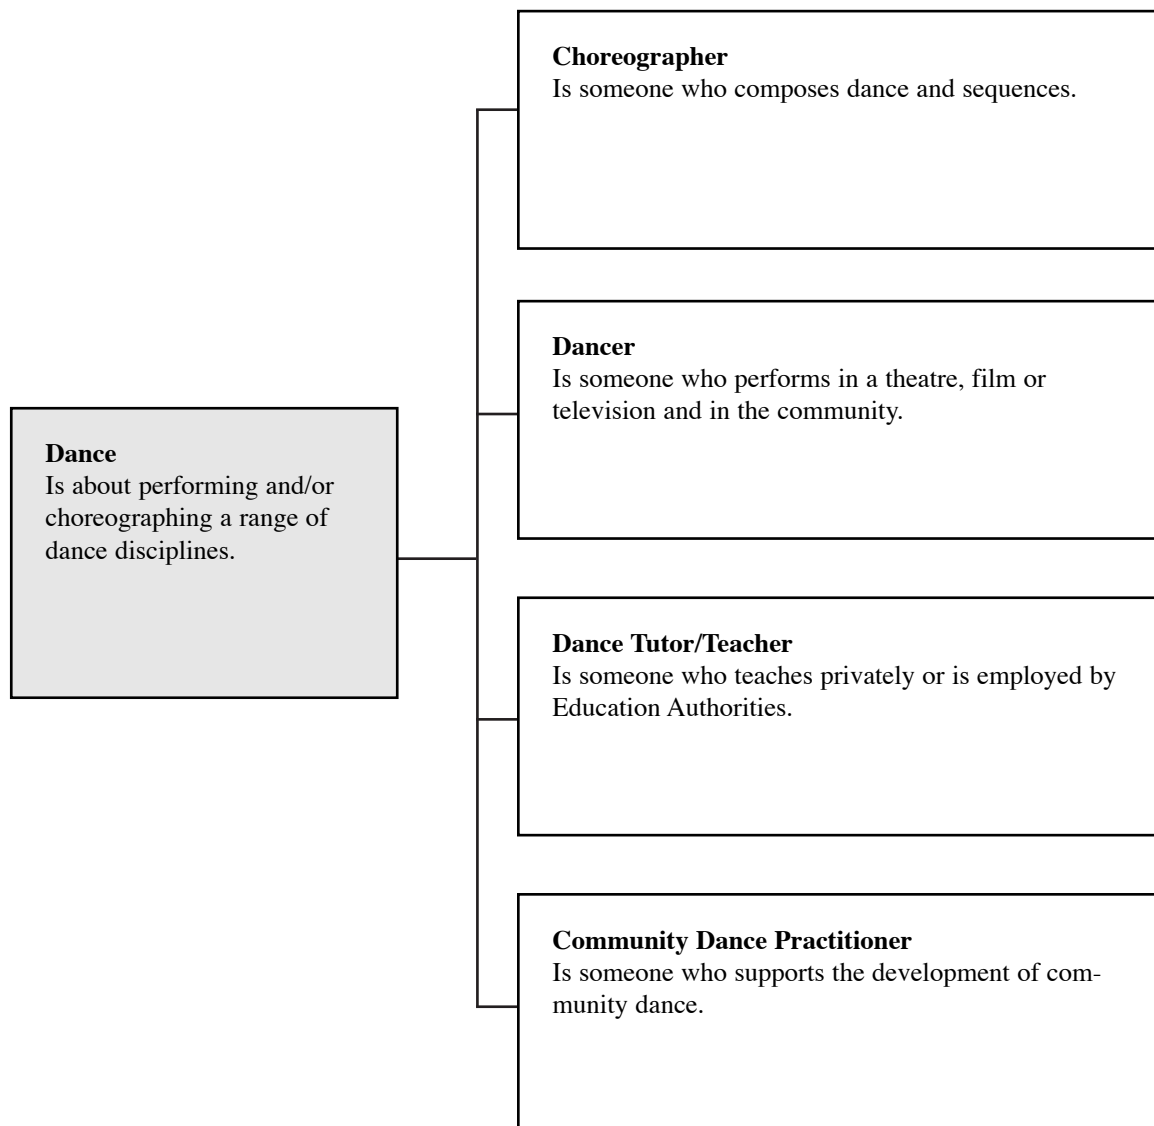 Choreographer
Is someone who composes dance and sequences.
Dancer
Is someone who performs in a theatre, film or
television and in the community.
Dance
Is about performing and/or
choreographing a range of
dance disciplines.
Dance Tutor/Teacher
Is someone who teaches privately or is employed by
Education Authorities.
Community Dance Practitioner
Is someone who supports the development of com-
munity dance.